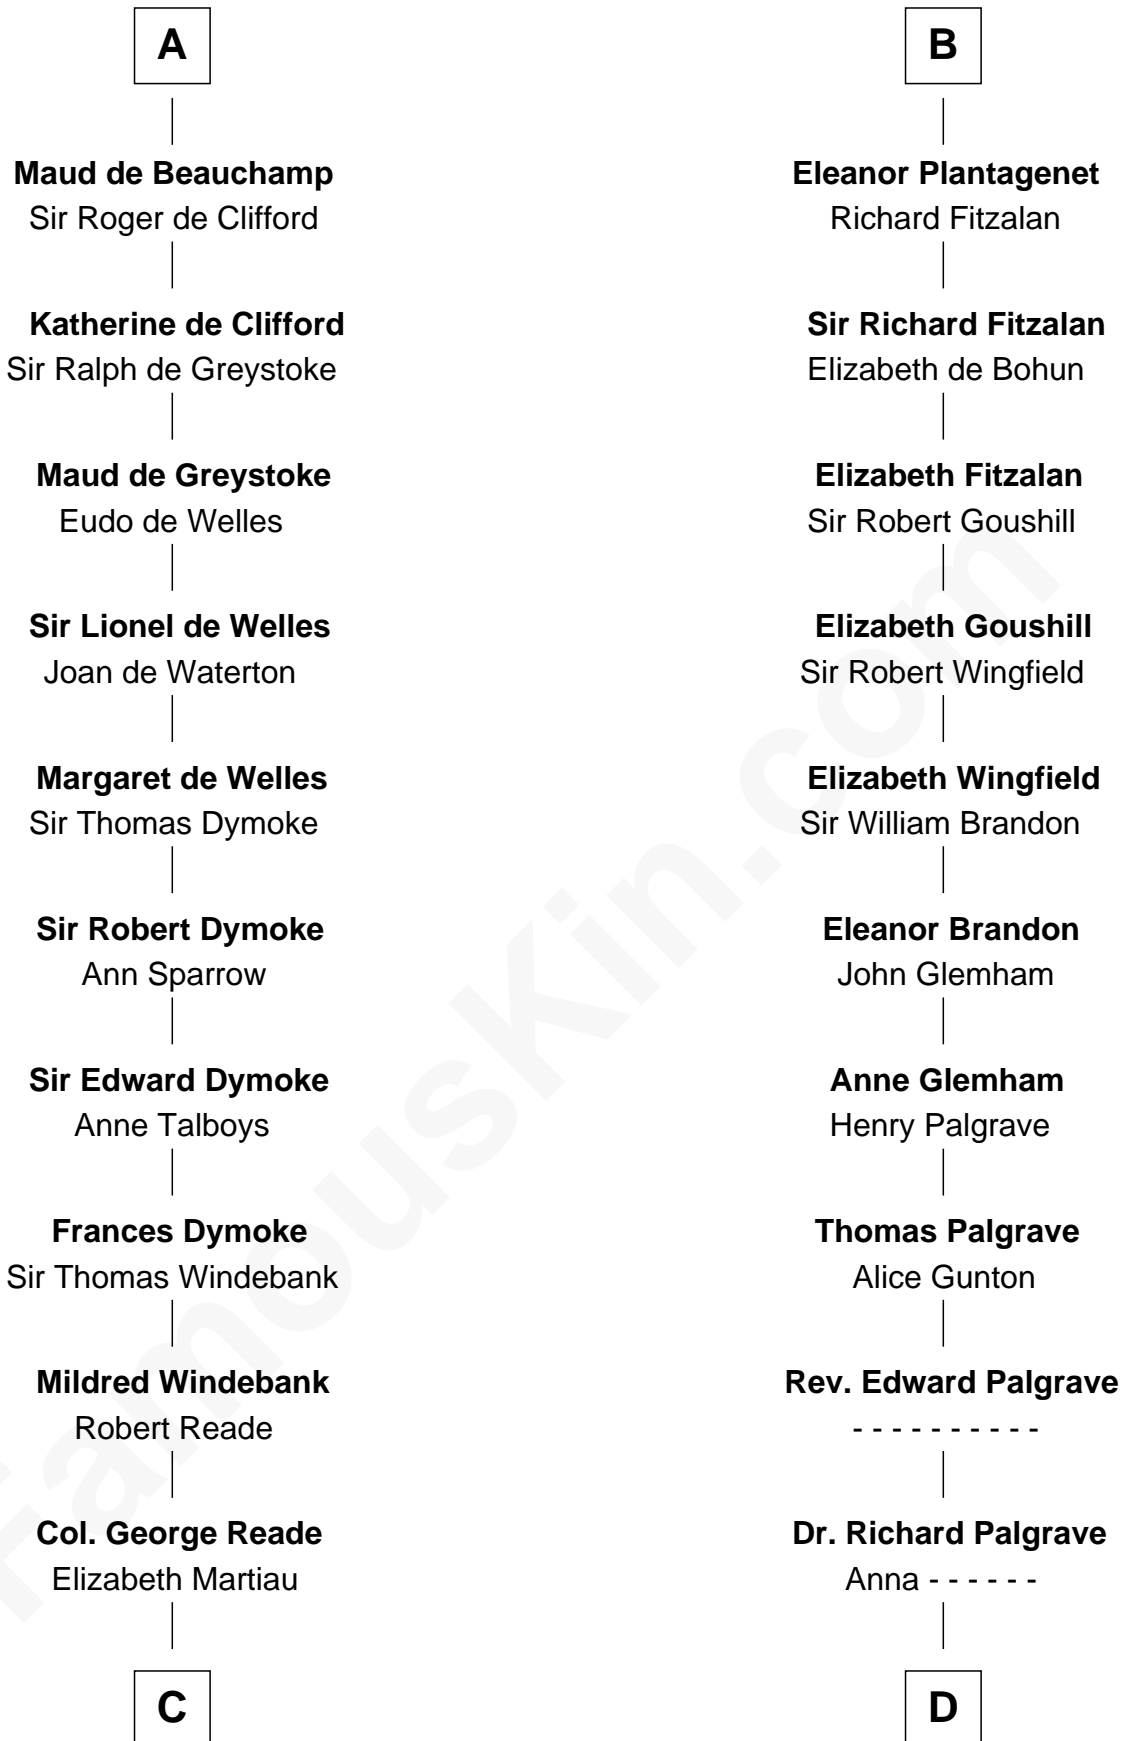 A
Maud de Beauchamp
Sir Roger de Clifford
Katherine de Clifford
Sir Ralph de Greystoke
Maud de Greystoke
Eudo de Welles
Sir Lionel de Welles
Joan de Waterton
Margaret de Welles
Sir Thomas Dymoke
Sir Robert Dymoke
Ann Sparrow
Sir Edward Dymoke
Anne Talboys
Frances Dymoke
Sir Thomas Windebank
Mildred Windebank
Robert Reade
Col. George Reade
Elizabeth Martiau
C
B
Eleanor Plantagenet
Richard Fitzalan
Sir Richard Fitzalan
Elizabeth de Bohun
Elizabeth Fitzalan
Sir Robert Goushill
Elizabeth Goushill
Sir Robert Wingfield
Elizabeth Wingfield
Sir William Brandon
Eleanor Brandon
John Glemham
Anne Glemham
Henry Palgrave
Thomas Palgrave
Alice Gunton
Rev. Edward Palgrave
- - - - - - - - - -
Dr. Richard Palgrave
Anna - - - - - -
D
FamousKin.com